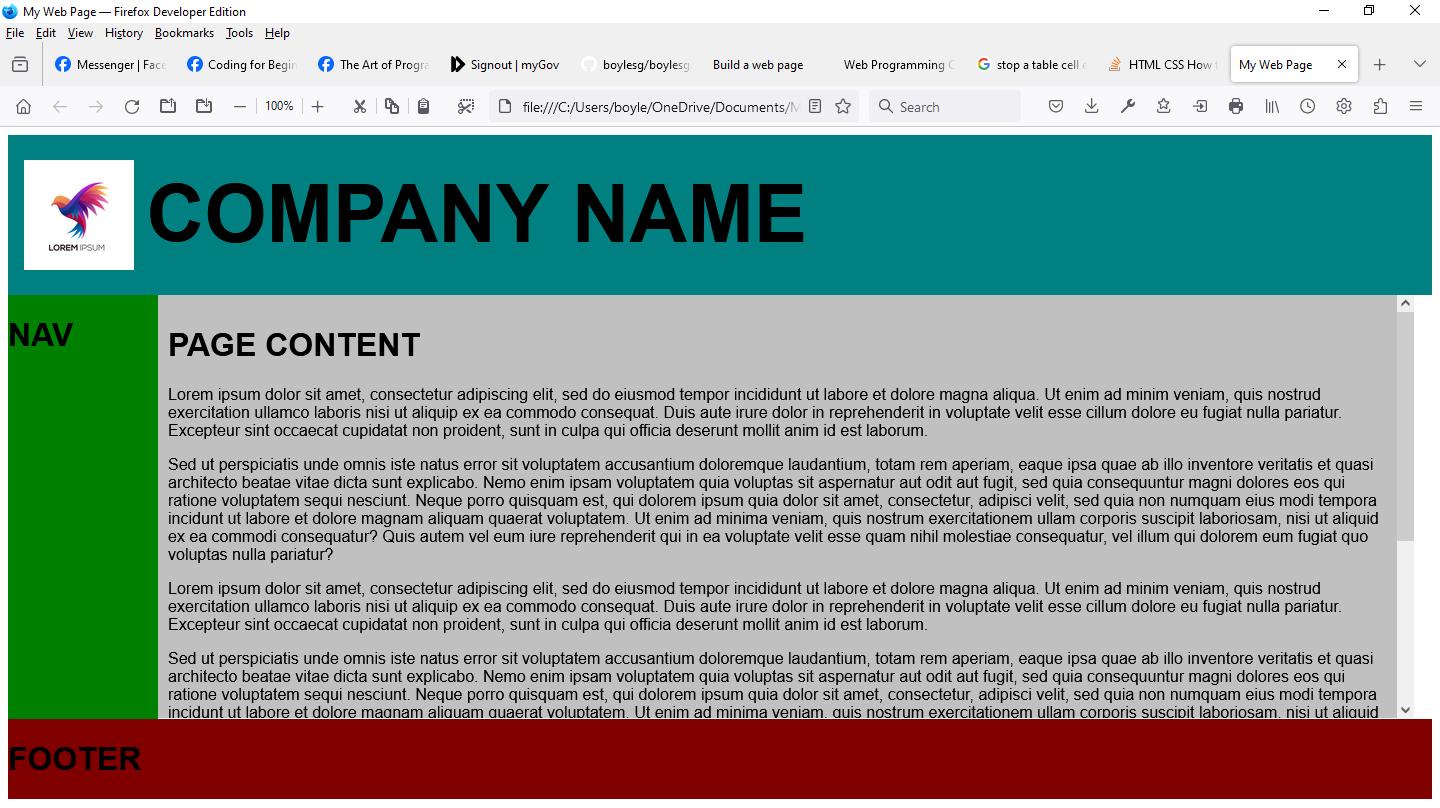 My Web Page — Firefox Developer Edition
File Edit View History Bookmarks Tools Help
Messenger | Face Coding for Begin The Art of Progra Signout | myGov boylesg/boylesg Build a web page Web Programming C stop a table cell e HTML CSS How t My Web Page
100% file:///C:/Users/boyle/OneDrive/Documents/M Search
LOREM IPSUM
COMPANY NAME
NAV
PAGE CONTENT
Lorem ipsum dolor sit amet, consectetur adipiscing elit, sed do eiusmod tempor incididunt ut labore et dolore magna aliqua. Ut enim ad minim veniam, quis nostrud
exercitation ullamco laboris nisi ut aliquip ex ea commodo consequat. Duis aute irure dolor in reprehenderit in voluptate velit esse cillum dolore eu fugiat nulla pariatur.
Excepteur sint occaecat cupidatat non proident, sunt in culpa qui officia deserunt mollit anim id est laborum.
Sed ut perspiciatis unde omnis iste natus error sit voluptatem accusantium doloremque laudantium, totam rem aperiam, eaque ipsa quae ab illo inventore veritatis et quasi
architecto beatae vitae dicta sunt explicabo. Nemo enim ipsam voluptatem quia voluptas sit aspernatur aut odit aut fugit, sed quia consequuntur magni dolores eos qui
ratione voluptatem sequi nesciunt. Neque porro quisquam est, qui dolorem ipsum quia dolor sit amet, consectetur, adipisci velit, sed quia non numquam eius modi tempora
incidunt ut labore et dolore magnam aliquam quaerat voluptatem. Ut enim ad minima veniam, quis nostrum exercitationem ullam corporis suscipit laboriosam, nisi ut aliquid
ex ea commodi consequatur? Quis autem vel eum iure reprehenderit qui in ea voluptate velit esse quam nihil molestiae consequatur, vel illum qui dolorem eum fugiat quo
voluptas nulla pariatur?
Lorem ipsum dolor sit amet, consectetur adipiscing elit, sed do eiusmod tempor incididunt ut labore et dolore magna aliqua. Ut enim ad minim veniam, quis nostrud
exercitation ullamco laboris nisi ut aliquip ex ea commodo consequat. Duis aute irure dolor in reprehenderit in voluptate velit esse cillum dolore eu fugiat nulla pariatur.
Excepteur sint occaecat cupidatat non proident, sunt in culpa qui officia deserunt mollit anim id est laborum.
Sed ut perspiciatis unde omnis iste natus error sit voluptatem accusantium doloremque laudantium, totam rem aperiam, eaque ipsa quae ab illo inventore veritatis et quasi
architecto beatae vitae dicta sunt explicabo. Nemo enim ipsam voluptatem quia voluptas sit aspernatur aut odit aut fugit, sed quia consequuntur magni dolores eos qui
ratione voluptatem sequi nesciunt. Neque porro quisquam est, qui dolorem ipsum quia dolor sit amet, consectetur, adipisci velit, sed quia non numquam eius modi tempora
incidunt ut labore et dolore magnam aliquam quaerat voluptatem. Ut enim ad minima veniam, quis nostrum exercitationem ullam corporis suscipit laboriosam, nisi ut aliquid
FOOTER